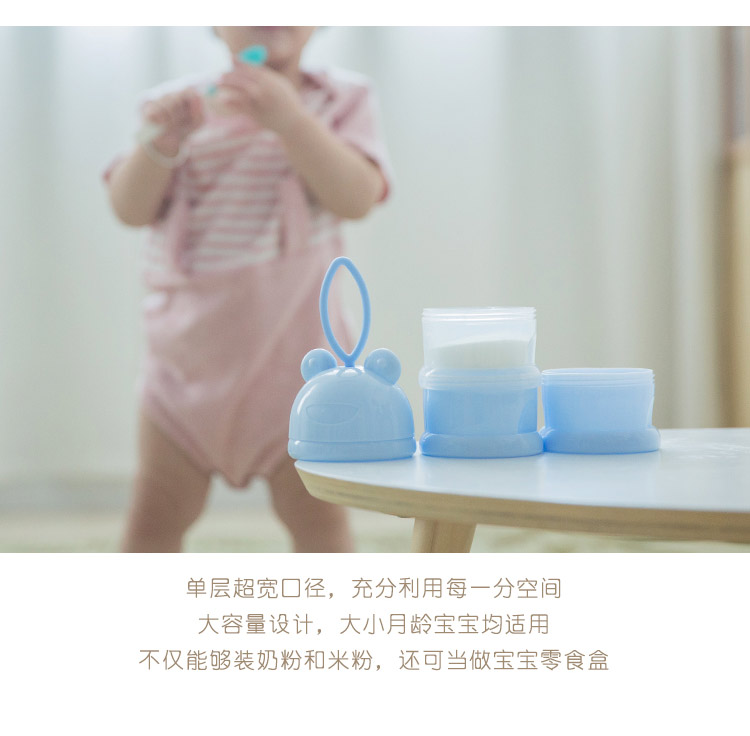 单层超宽口径，充分利用每一分空间
大容量设计，大小月龄宝宝均适用
不仅能够装奶粉和米粉，还可当做宝宝零食盒